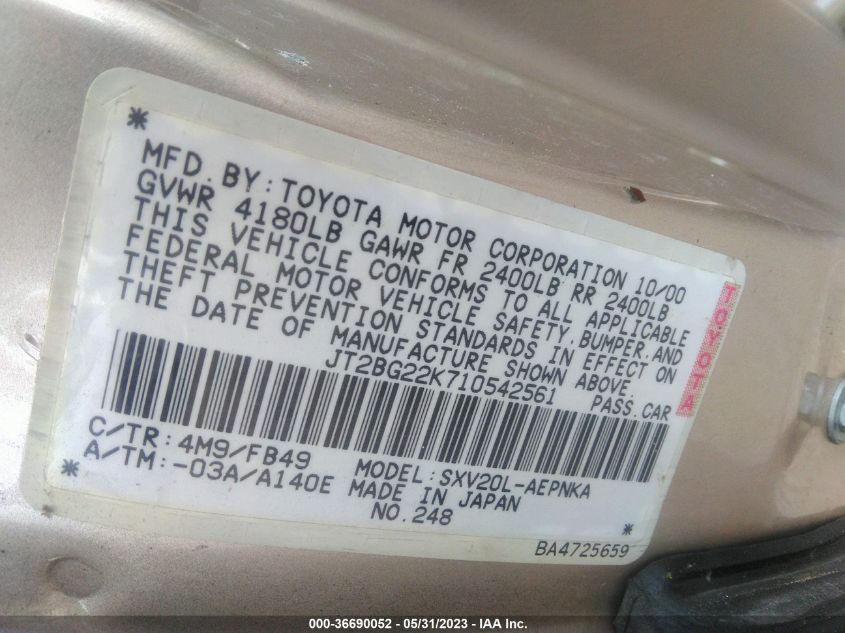 MFD.BY:TOYOTA MOTOR CORPORATION 10/00
GVWR 4180LB GAWR FR 2400LB RR 2400LB
THIS VEHICLE CONFORMS TO ALL APPLICABLE
FEDERAL MOTOR VEHICLE SAFETY,BUMPER,AND
THEFT PREVENTION STANDARDS IN EFFECT ON
THE DATE OF MANUFACTURE SHOWN ABOVE.
JT2BG22K710542561 PASS.CAR
TOYOTA
C/TR:4M9/FB49 MODEL:SXV20L-AEPNKA
A/TM:-03A/A140E MADE IN JAPAN
NO.248
BA4725659
000-36690052 / 05/31/2023 - IAA Inc.